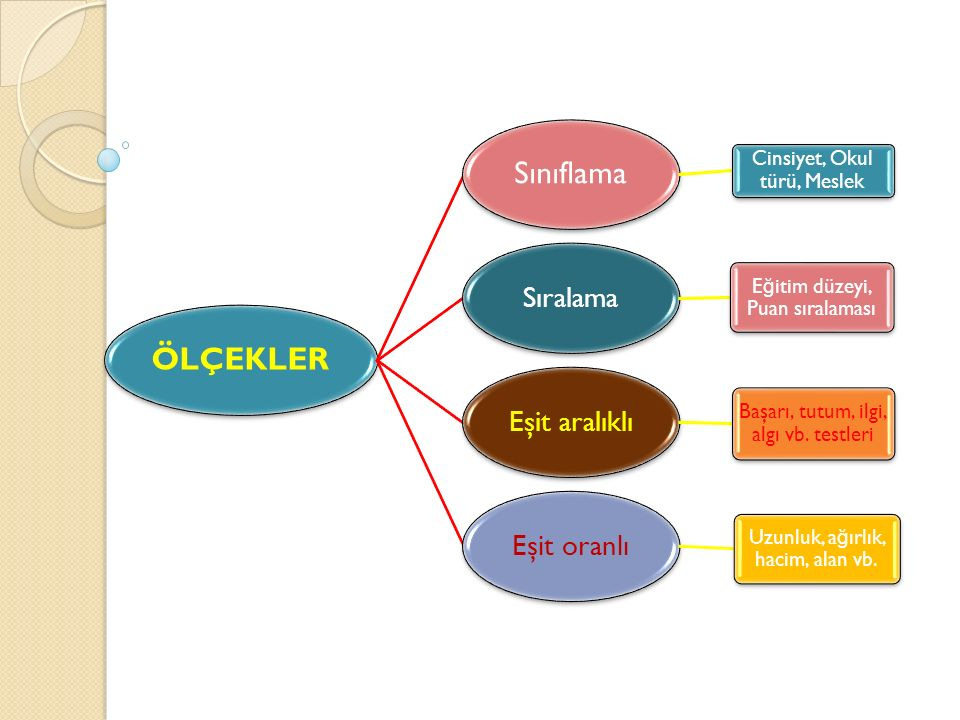 ÖLÇEKLER
Sınıflama
Cinsiyet, Okul
türü, Meslek
Sıralama
Eğitim düzeyi,
Puan sıralaması
Eşit aralıklı
Başarı, tutum, ilgi,
algı vb. testleri
Eşit oranlı
Uzunluk, ağırlık,
hacim, alan vb.